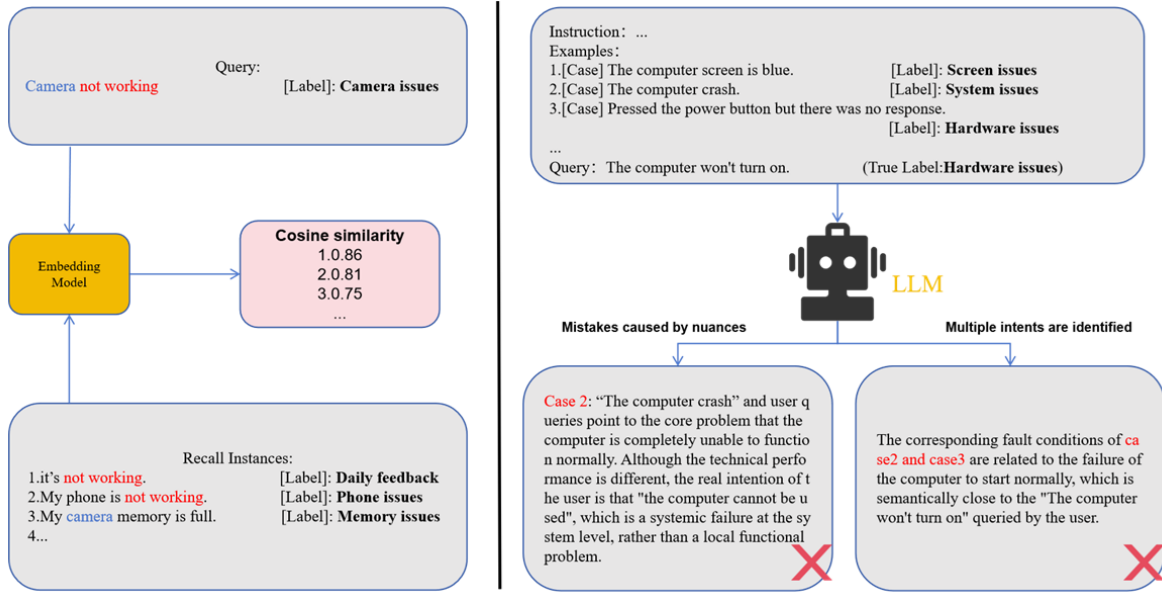 Query:
Camera not working [Label]: Camera issues
Embedding
Model
Cosine similarity
1.0.86
2.0.81
3.0.75
...
Recall Instances:
1.it's not working. [Label]: Daily feedback
2.My phone is not working. [Label]: Phone issues
3.My camera memory is full. [Label]: Memory issues
4...
Instruction: ...
Examples:
1.[Case] The computer screen is blue. [Label]: Screen issues
2.[Case] The computer crash. [Label]: System issues
3.[Case] Pressed the power button but there was no response.
[Label]: Hardware issues
...
Query: The computer won't turn on. (True Label:Hardware issues)
LLM
Mistakes caused by nuances
Multiple intents are identified
Case 2: “The computer crash” and user q
ueries point to the core problem that the
computer is completely unable to functio
n normally. Although the technical perfo
rmance is different, the real intention of t
he user is that "the computer cannot be u
sed", which is a systemic failure at the sy
stem level, rather than a local functional
problem.
The corresponding fault conditions of ca
se2 and case3 are related to the failure of
the computer to start normally, which is
semantically close to the "The computer
won't turn on" queried by the user.